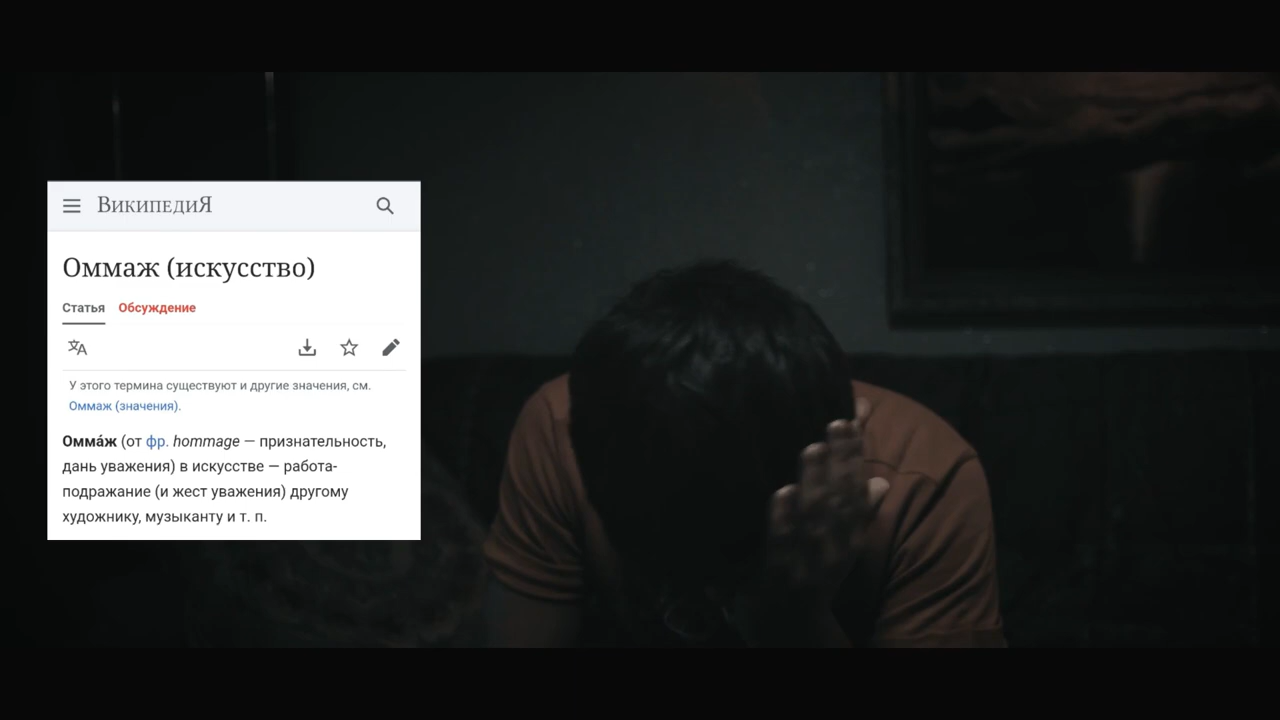 ВикипедиЯ
Оммаж (искусство)
Статья Обсуждение
У этого термина существуют и другие значения, см.
Оммаж (значения).
Омма́ж (от фр. hommage — признательность,
дань уважения) в искусстве — работа-
подражание (и жест уважения) другому
художнику, музыканту и т. п.